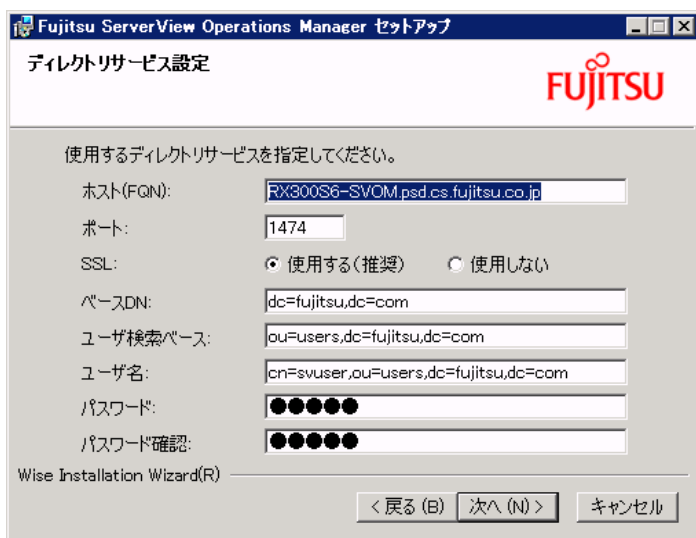 Fujitsu ServerView Operations Manager セットアップ
ディレクトリサービス設定
FUJITSU
使用するディレクトリサービスを指定してください。
ホスト(FQN): RX300S6-SVOM.psd.cs.fujitsu.co.jp
ポート: 1474
SSL: 使用する(推奨) 使用しない
ベースDN: dc=fujitsu,dc=com
ユーザ検索ベース: ou=users,dc=fujitsu,dc=com
ユーザ名: cn=svuser,ou=users,dc=fujitsu,dc=com
パスワード: ●●●●●
パスワード確認: ●●●●●
Wise Installation Wizard(R)
< 戻る(B) 次へ(N) > キャンセル